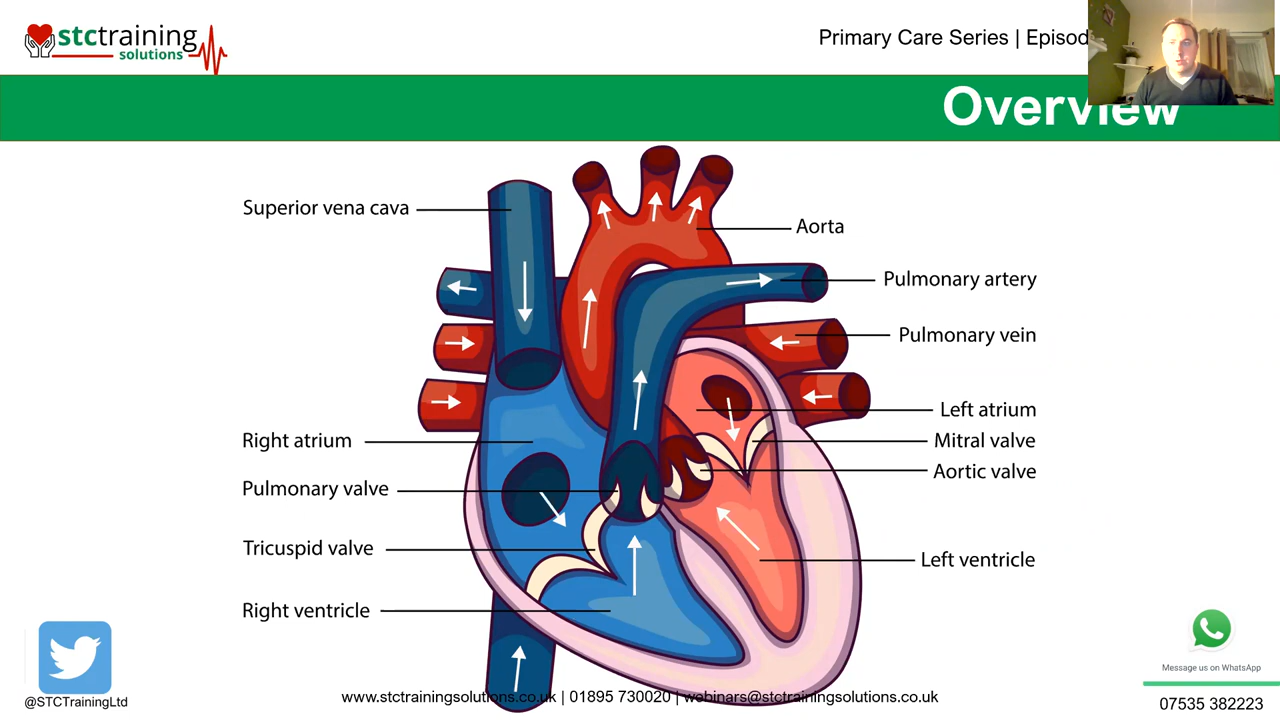 stctraining
solutions
Primary Care Series | Episod
Overview
Superior vena cava
Aorta
Pulmonary artery
Pulmonary vein
Left atrium
Right atrium
Mitral valve
Aortic valve
Pulmonary valve
Tricuspid valve
Left ventricle
Right ventricle
Message us on WhatsApp
@STCTrainingLtd
www.stctrainingsolutions.co.uk | 01895 730020 | webinars@stctrainingsolutions.co.uk
07535 382223